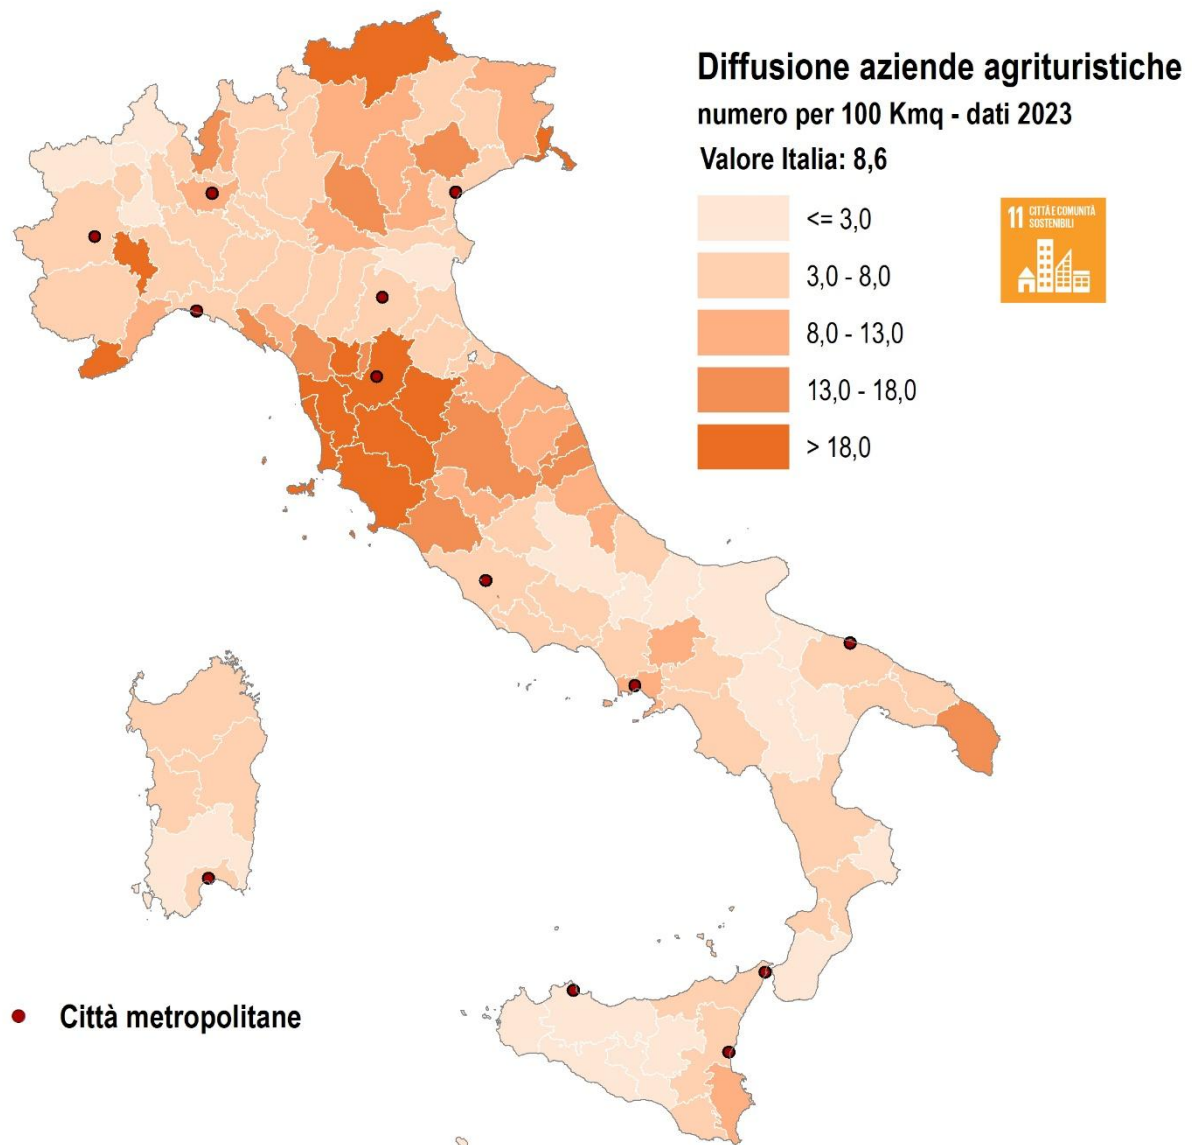 Diffusione aziende agrituristiche
numero per 100 Kmq - dati 2023
Valore Italia: 8,6
<= 3,0
3,0 - 8,0
8,0 - 13,0
13,0 - 18,0
> 18,0
11 CITTÀ E COMUNITÀ
SOSTENIBILI
Città metropolitane